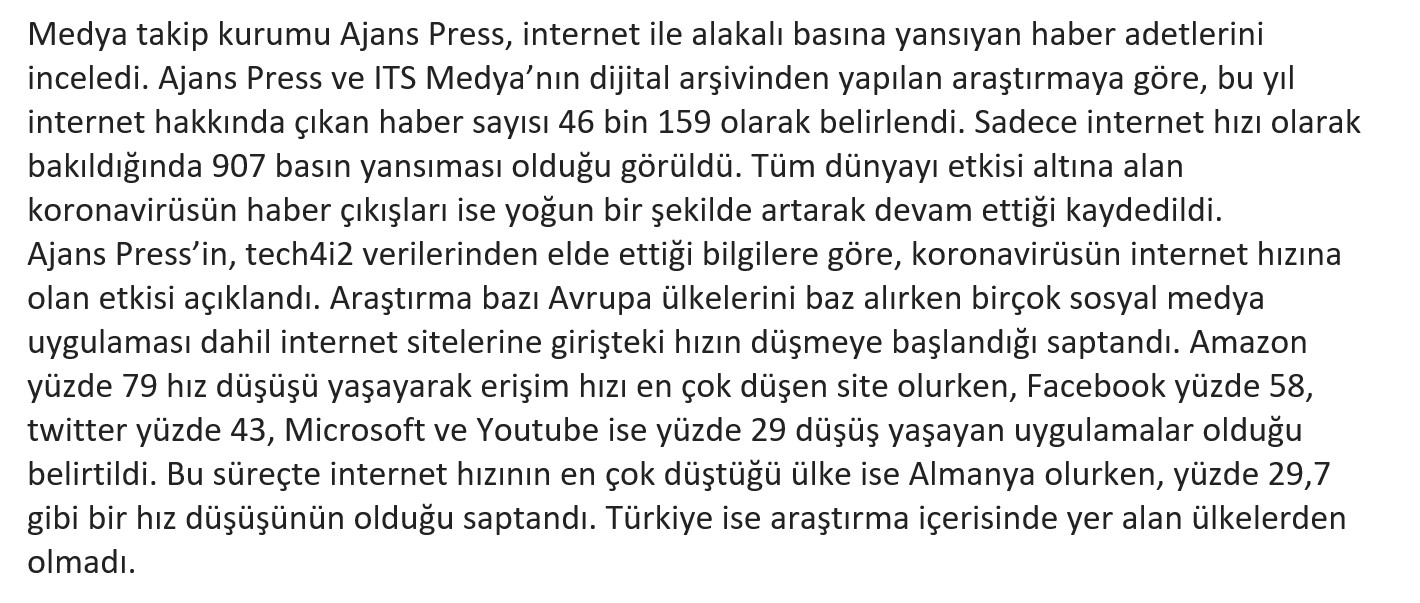 Medya takip kurumu Ajans Press, internet ile alakalı basına yansıyan haber adetlerini
inceledi. Ajans Press ve ITS Medya’nın dijital arşivinden yapılan araştırmaya göre, bu yıl
internet hakkında çıkan haber sayısı 46 bin 159 olarak belirlendi. Sadece internet hızı olarak
bakıldığında 907 basın yansıması olduğu görüldü. Tüm dünyayı etkisi altına alan
koronavirüsün haber çıkışları ise yoğun bir şekilde artarak devam ettiği kaydedildi.
Ajans Press’in, tech4i2 verilerinden elde ettiği bilgilere göre, koronavirüsün internet hızına
olan etkisi açıklandı. Araştırma bazı Avrupa ülkelerini baz alırken birçok sosyal medya
uygulaması dahil internet sitelerine girişteki hızın düşmeye başlandığı saptandı. Amazon
yüzde 79 hız düşüşü yaşayarak erişim hızı en çok düşen site olurken, Facebook yüzde 58,
twitter yüzde 43, Microsoft ve Youtube ise yüzde 29 düşüş yaşayan uygulamalar olduğu
belirtildi. Bu süreçte internet hızının en çok düştüğü ülke ise Almanya olurken, yüzde 29,7
gibi bir hız düşüşünün olduğu saptandı. Türkiye ise araştırma içerisinde yer alan ülkelerden
olmadı.